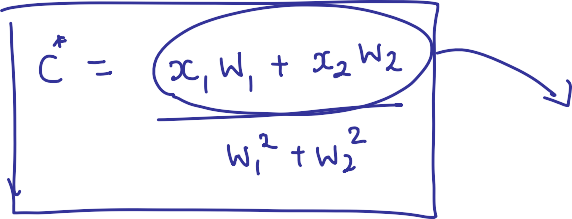 C* = x₁w₁ + x₂w₂
w₁² + w₂²